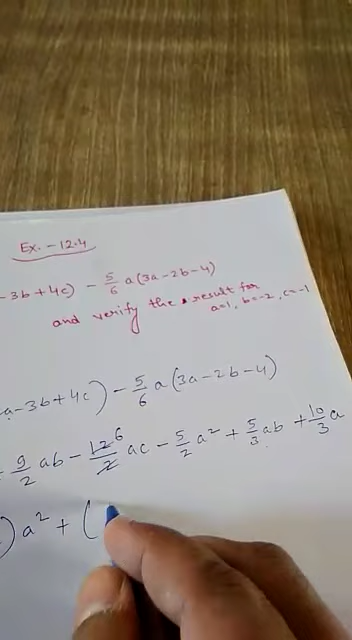 Ex. - 12.4
- 3b + 4c) - 5/6 a (3a - 2b - 4)
and verify the result for
a=1, b=-2, c=-1
a - 3b + 4c) - 5/6 a (3a - 2b - 4)
9/2 ab - 12/2 6 ac - 5/2 a² + 5/3 ab + 10/3 a
) a² + (